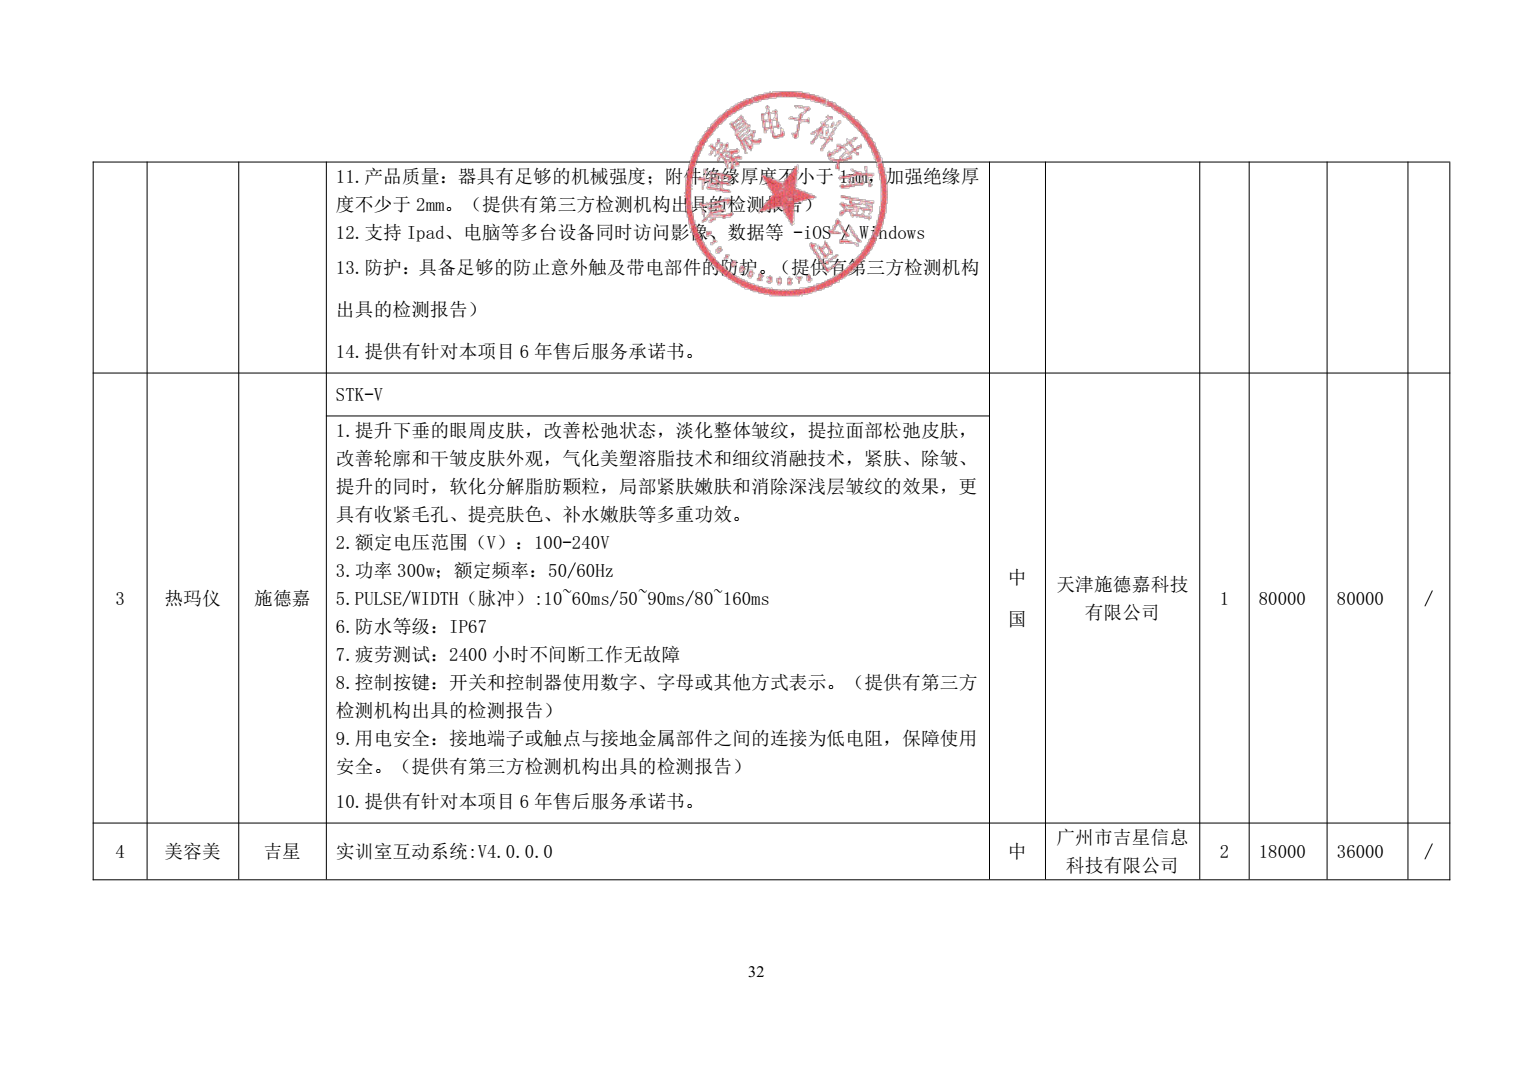 河南泰晨电子科技有限公司
11.产品质量：器具有足够的机械强度；附件绝缘厚度不小于 1mm，加强绝缘厚
度不少于 2mm。（提供有第三方检测机构出具的检测报告）
12.支持 Ipad、电脑等多台设备同时访问影像、数据等 -iOS / Windows
13.防护：具备足够的防止意外触及带电部件的防护。（提供有第三方检测机构
出具的检测报告）
14.提供有针对本项目 6 年售后服务承诺书。
3
热玛仪
施德嘉
STK-V
1.提升下垂的眼周皮肤，改善松弛状态，淡化整体皱纹，提拉面部松弛皮肤，
改善轮廓和干皱皮肤外观，气化美塑溶脂技术和细纹消融技术，紧肤、除皱、
提升的同时，软化分解脂肪颗粒，局部紧肤嫩肤和消除深浅层皱纹的效果，更
具有收紧毛孔、提亮肤色、补水嫩肤等多重功效。
2.额定电压范围（V）：100-240V
3.功率 300w；额定频率：50/60Hz
5.PULSE/WIDTH（脉冲）:10~60ms/50~90ms/80~160ms
6.防水等级：IP67
7.疲劳测试：2400 小时不间断工作无故障
8.控制按键：开关和控制器使用数字、字母或其他方式表示。（提供有第三方
检测机构出具的检测报告）
9.用电安全：接地端子或触点与接地金属部件之间的连接为低电阻，保障使用
安全。（提供有第三方检测机构出具的检测报告）
10.提供有针对本项目 6 年售后服务承诺书。
中
国
天津施德嘉科技
有限公司
1
80000
80000
/
4
美容美
吉星
实训室互动系统:V4.0.0.0
中
广州市吉星信息
科技有限公司
2
18000
36000
/
32